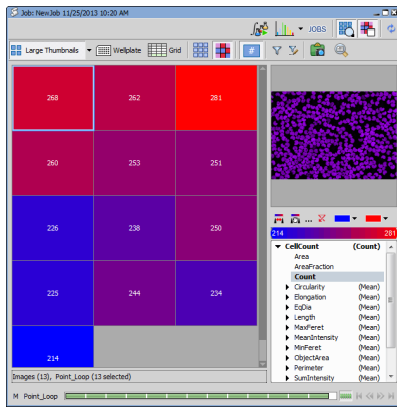 Job: NewJob 11/25/2013 10:20 AM
JOBS
Large Thumbnails Wellplate Grid #
268 262 281
260 253 251
226 238 250
225 244 234
214
214 281
CellCount (Count)
Area
AreaFraction
Count
Circularity (Mean)
Elongation (Mean)
EqDia (Mean)
Length (Mean)
MaxFeret (Mean)
MeanIntensity (Mean)
MinFeret (Mean)
ObjectArea (Mean)
Perimeter (Mean)
SumIntensity (Mean)
Images (13), Point_Loop (13 selected)
M Point_Loop